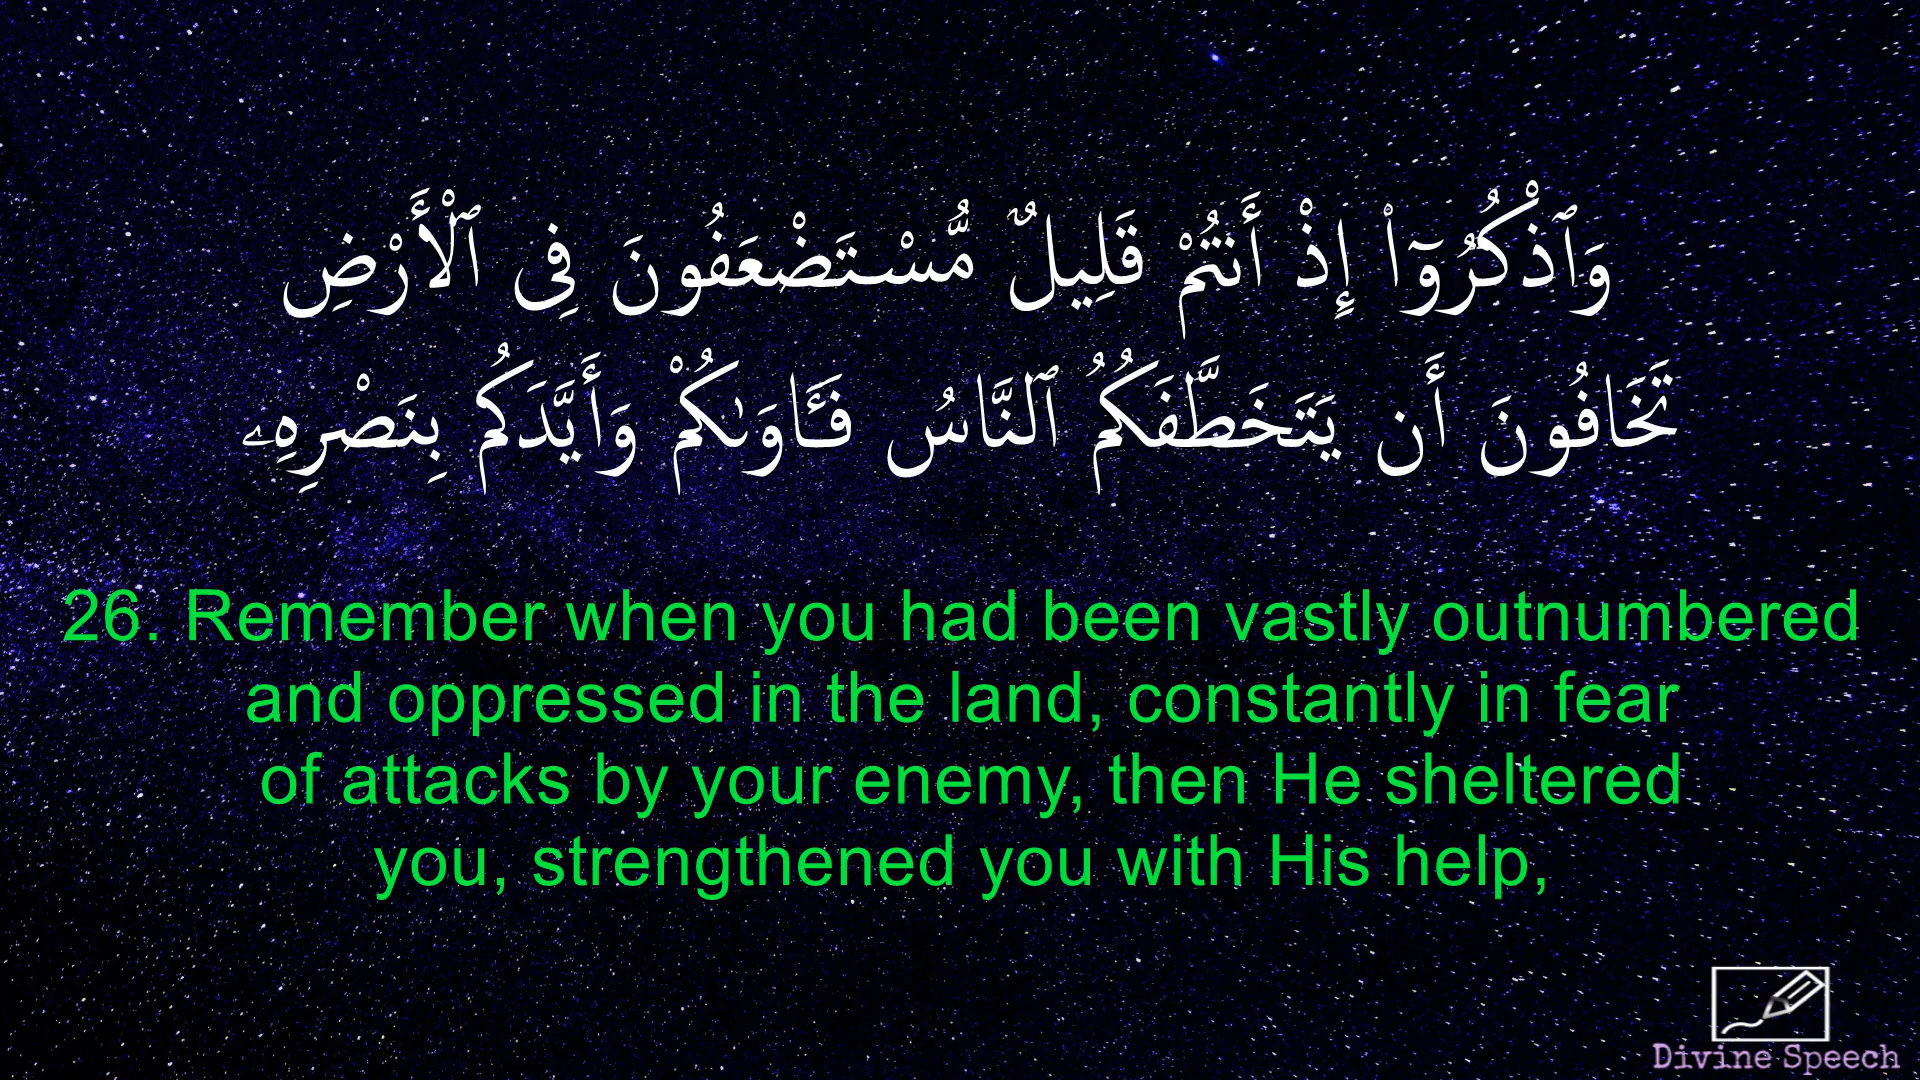 وَٱذْكُرُوٓا۟ إِذْ أَنتُمْ قَلِيلٌ مُّسْتَضْعَفُونَ فِى ٱلْأَرْضِ
تَخَافُونَ أَن يَتَخَطَّفَكُمُ ٱلنَّاسُ فَـَٔاوَىٰكُمْ وَأَيَّدَكُم بِنَصْرِهِۦ
26. Remember when you had been vastly outnumbered
and oppressed in the land, constantly in fear
of attacks by your enemy, then He sheltered
you, strengthened you with His help,
Divine Speech